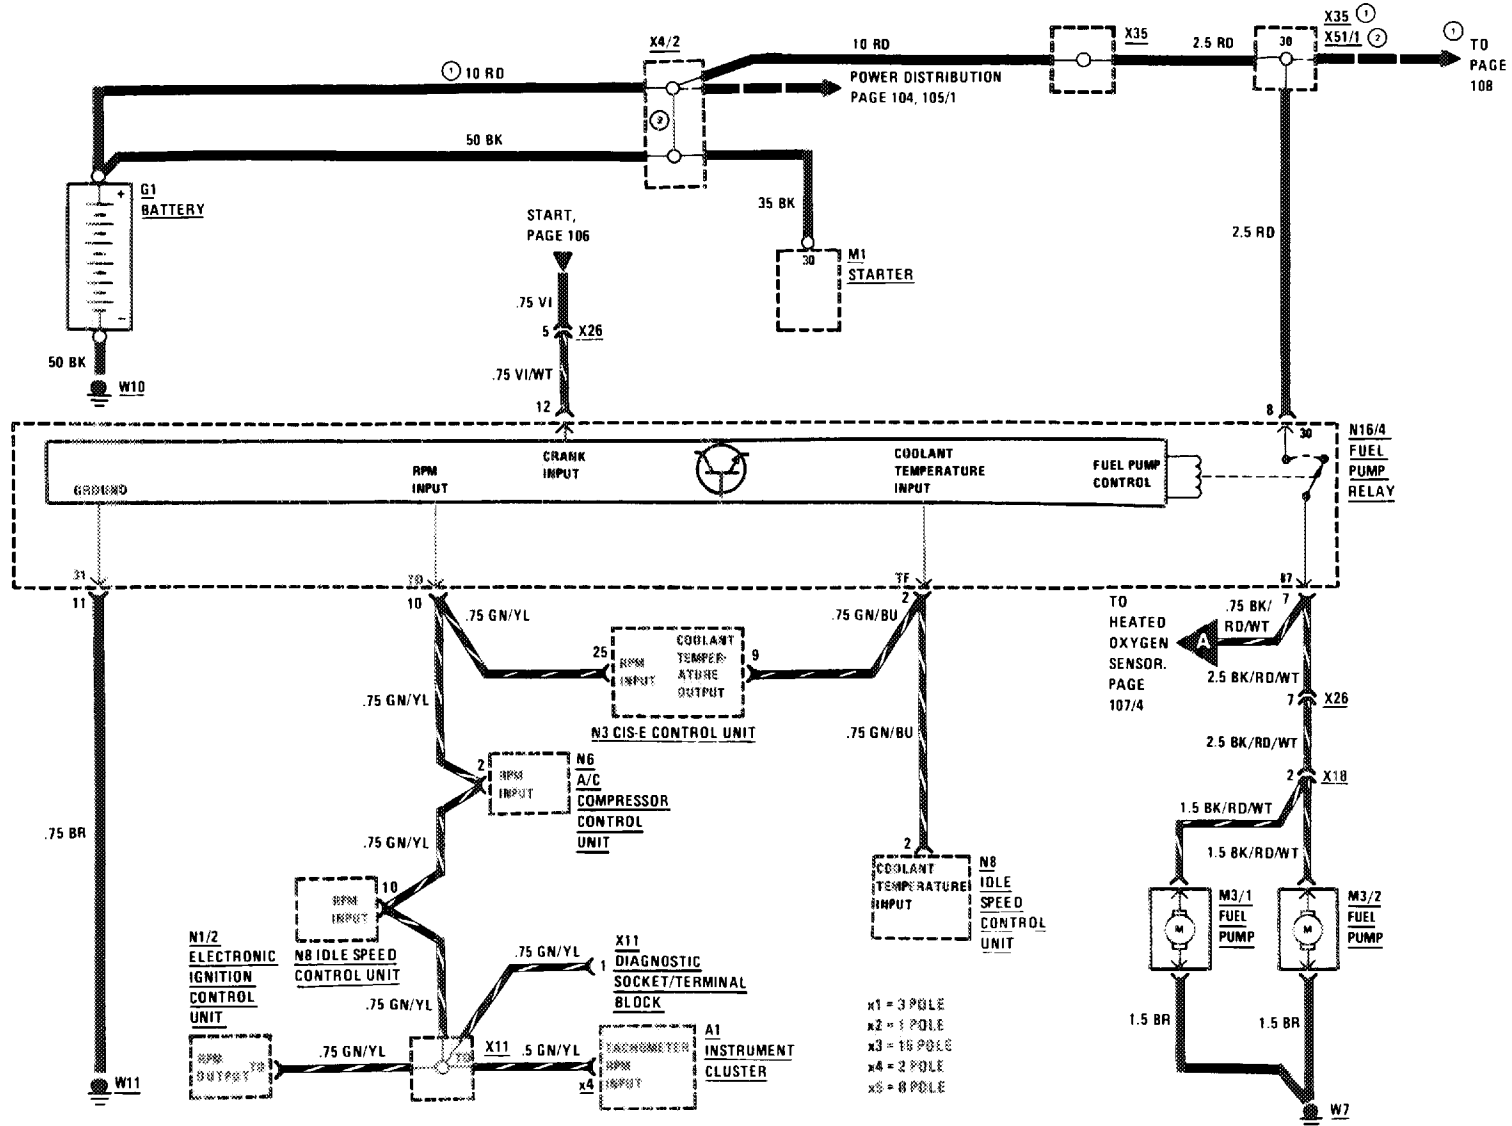 X35 ①
X51/1 ②
① TO
PAGE
108
X4/2
10 RD
X35
2.5 RD
30
① 10 RD
POWER DISTRIBUTION
PAGE 104, 105/1
②
50 BK
G1
BATTERY
+
-
35 BK
START,
PAGE 106
2.5 RD
M1
STARTER
30
.75 VI
5
X26
50 BK
W10
.75 VI/WT
12
8
30
N16/4
FUEL
PUMP
RELAY
GROUND
RPM
INPUT
CRANK
INPUT
COOLANT
TEMPERATURE
INPUT
FUEL PUMP
CONTROL
31
TD
TF
87
11
10
.75 GN/YL
.75 GN/BU
2
7
TO
HEATED
OXYGEN
SENSOR.
PAGE
107/4
.75 BK/
RD/WT
A
25
RPM
INPUT
COOLANT
TEMPER-
ATURE
OUTPUT
9
N3 CIS-E CONTROL UNIT
2.5 BK/RD/WT
7
X26
.75 GN/YL
.75 GN/BU
2.5 BK/RD/WT
2
X18
2
RPM
INPUT
N6
A/C
COMPRESSOR
CONTROL
UNIT
1.5 BK/RD/WT
.75 BR
.75 GN/YL
2
1.5 BK/RD/WT
COOLANT
TEMPERATURE
INPUT
N8
IDLE
SPEED
CONTROL
UNIT
10
RPM
INPUT
N8 IDLE SPEED
CONTROL UNIT
M
M3/1
FUEL
PUMP
M
M3/2
FUEL
PUMP
N1/2
ELECTRONIC
IGNITION
CONTROL
UNIT
.75 GN/YL
1
X11
DIAGNOSTIC
SOCKET/TERMINAL
BLOCK
.75 GN/YL
x1 = 3 POLE
x2 = 1 POLE
x3 = 16 POLE
x4 = 2 POLE
x5 = 8 POLE
1.5 BR
1.5 BR
RPM
OUTPUT
TD
.75 GN/YL
TD
X11
.5 GN/YL
x4
TACHOMETER
RPM
INPUT
A1
INSTRUMENT
CLUSTER
W11
W7